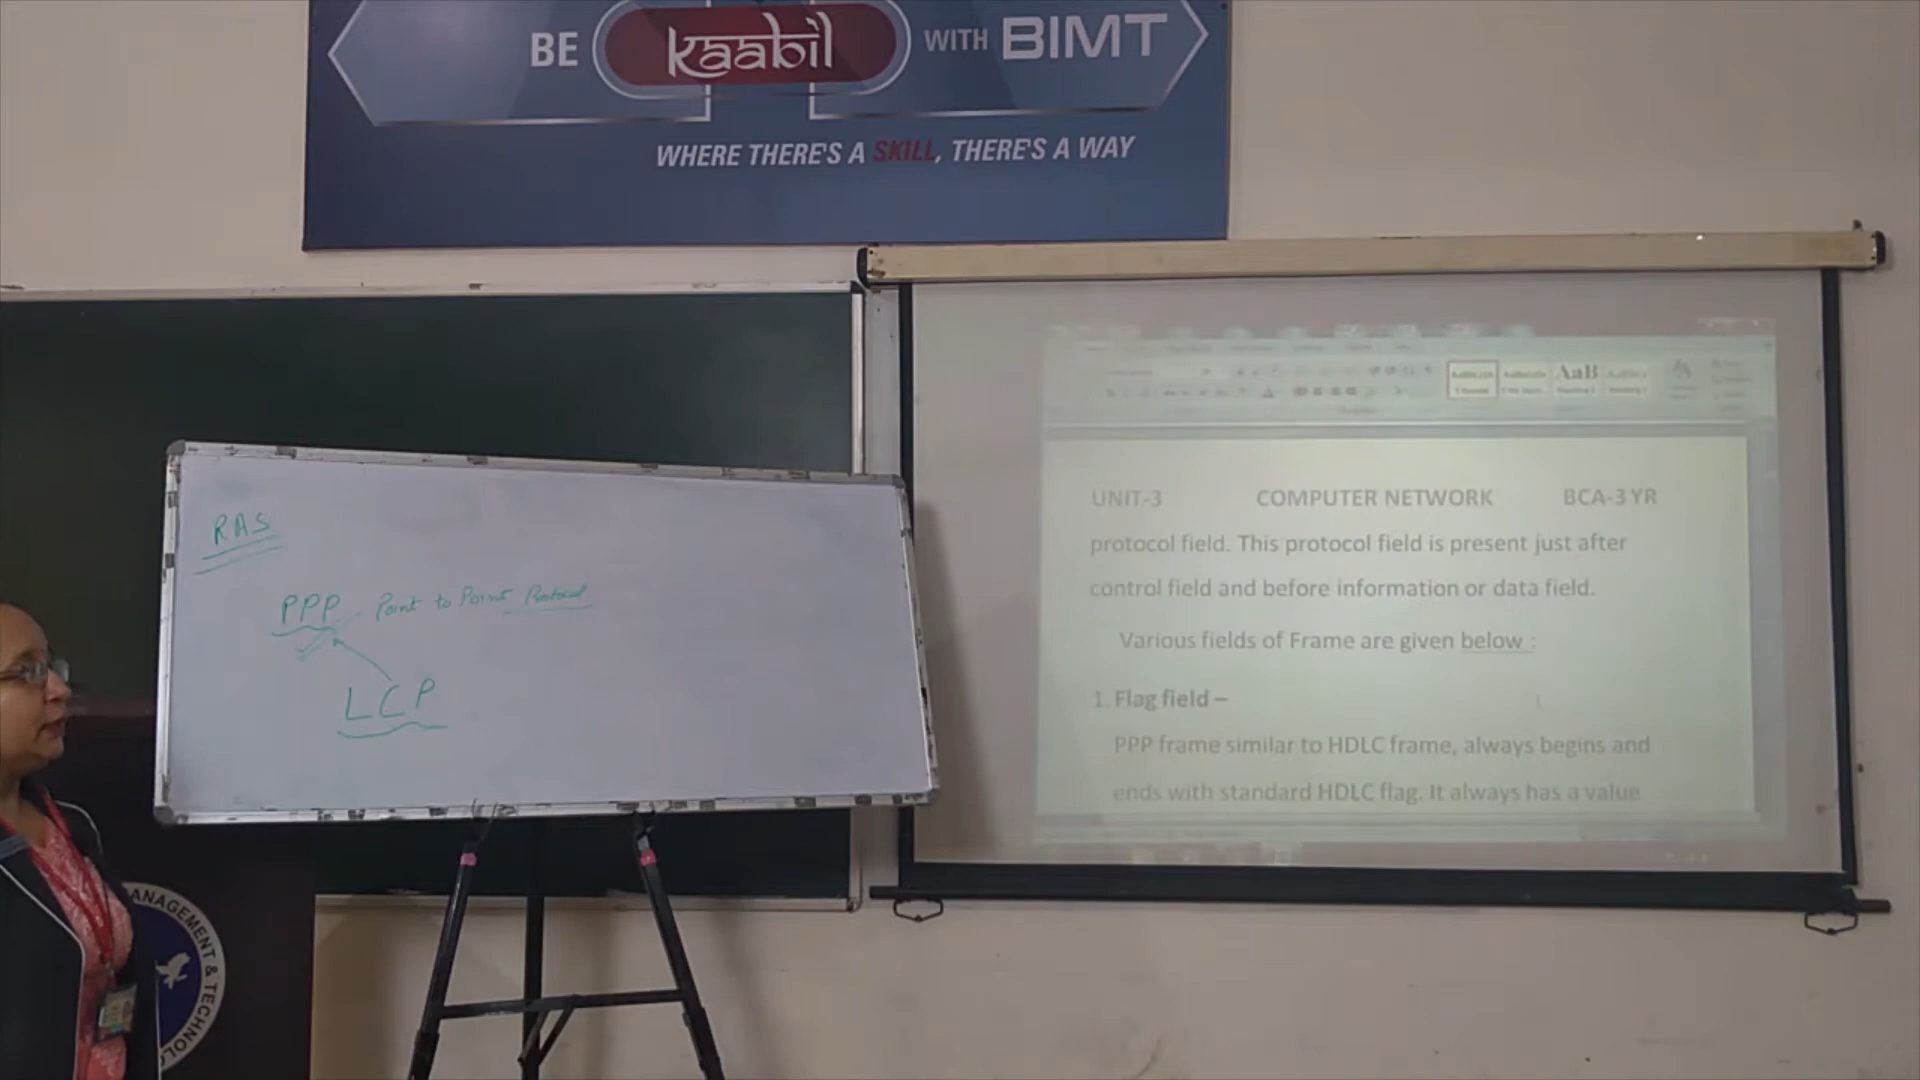 BE kaabil WITH BIMT
WHERE THERE'S A SKILL, THERE'S A WAY
RAS
PPP Point to Point Protocol
LCP
AaB
UNIT-3 COMPUTER NETWORK BCA-3 YR
protocol field. This protocol field is present just after
control field and before information or data field.
Various fields of Frame are given below :
1. Flag field –
PPP frame similar to HDLC frame, always begins and
ends with standard HDLC flag. It always has a value
ANAGEMENT & TECHNOLO